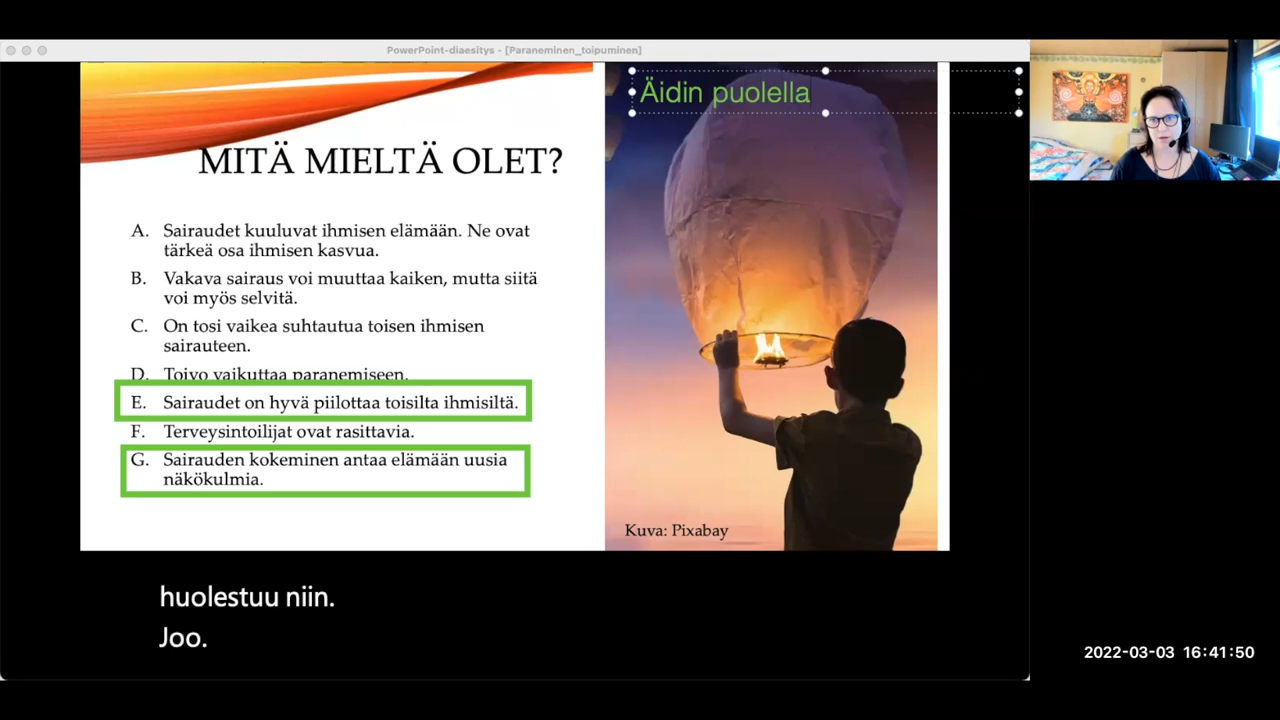 PowerPoint-diaesitys - [Paraneminen_toipuminen]
Äidin puolella
MITÄ MIELTÄ OLET?
A. Sairaudet kuuluvat ihmisen elämään. Ne ovat
tärkeä osa ihmisen kasvua.
B. Vakava sairaus voi muuttaa kaiken, mutta siitä
voi myös selvitä.
C. On tosi vaikea suhtautua toisen ihmisen
sairauteen.
D. Toivo vaikuttaa paranemiseen.
E. Sairaudet on hyvä piilottaa toisilta ihmisiltä.
F. Terveysintoilijat ovat rasittavia.
G. Sairauden kokeminen antaa elämään uusia
näkökulmia.
Kuva: Pixabay
huolestuu niin.
Joo.
2022-03-03 16:41:50